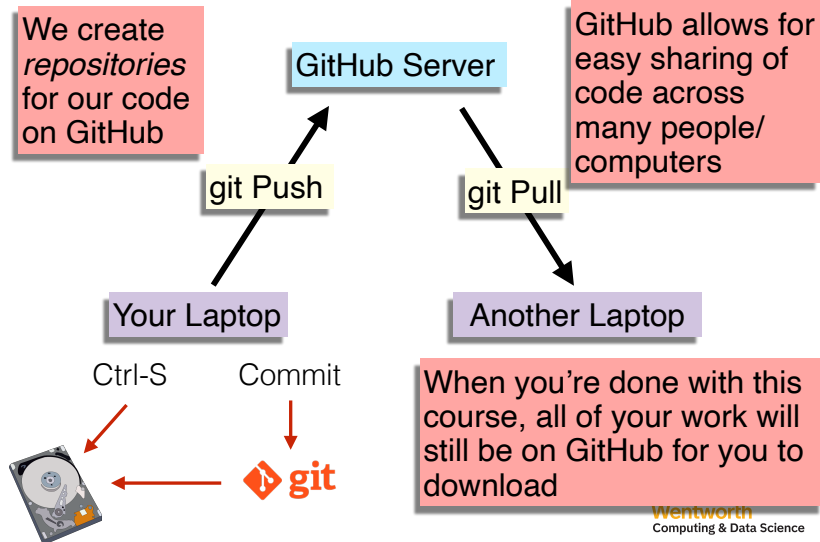 We create
repositories
for our code
on GitHub
GitHub Server
GitHub allows for
easy sharing of
code across
many people/
computers
git Push
git Pull
Your Laptop
Another Laptop
Ctrl-S
Commit
git
When you’re done with this
course, all of your work will
still be on GitHub for you to
download
Wentworth
Computing & Data Science